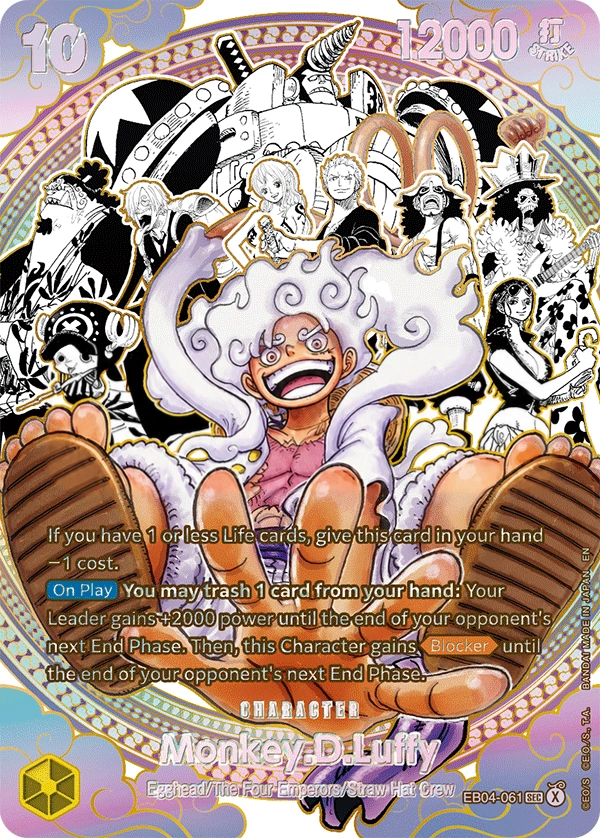 10
12000 打
STRIKE
If you have 1 or less Life cards, give this card in your hand
−1 cost.
On Play You may trash 1 card from your hand: Your
Leader gains +2000 power until the end of your opponent's
next End Phase. Then, this Character gains Blocker until
the end of your opponent's next End Phase.
CHARACTER
Monkey.D.Luffy
Egghead/The Four Emperors/Straw Hat Crew
EB04-061 SEC X
©E.O/S ©E.O./S., T.A. BANDAI MADE IN JAPAN EN